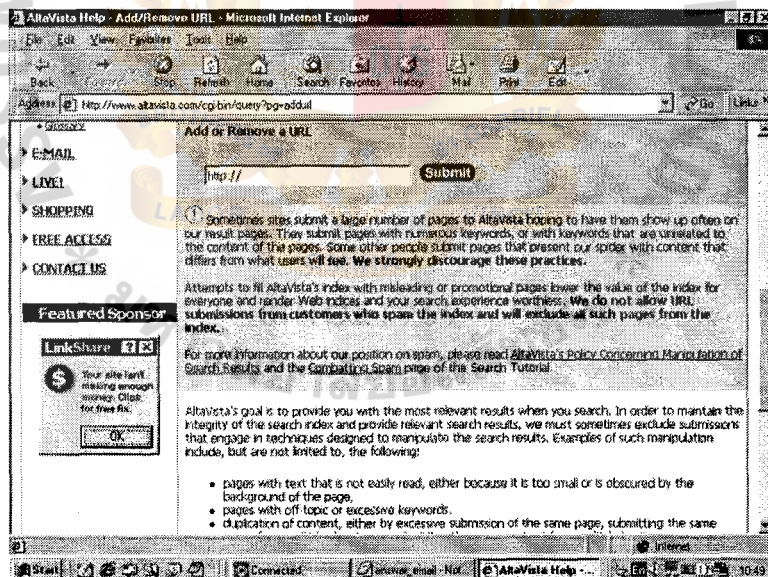 AltaVista Help - Add/Remove URL - Microsoft Internet Explorer
File Edit View Favorites Tools Help
Back Stop Refresh Home Search Favorites History Mail Print Edit
Address http://www.altavista.com/cgi-bin/query?pg=addurl Go Links
Glossary
E-MAIL
LIVE!
SHOPPING
FREE ACCESS
CONTACT US
Featured Sponsor
LinkShare
Your site isn't
making enough
money. Click
for free fix.
OK
Add or Remove a URL
http:// Submit
Sometimes sites submit a large number of pages to AltaVista hoping to have them show up often on
our result pages. They submit pages with numerous keywords, or with keywords that are unrelated to
the content of the pages. Some other people submit pages that present our spider with content that
differs from what users will see. We strongly discourage these practices.
Attempts to fill AltaVista's index with misleading or promotional pages lower the value of the index for
everyone and render Web indices and your search experience worthless. We do not allow URL
submissions from customers who spam the index and will exclude all such pages from the
index.
For more information about our position on spam, please read AltaVista's Policy Concerning Manipulation of
Search Results and the Combatting Spam page of the Search Tutorial.
AltaVista's goal is to provide you with the most relevant results when you search. In order to maintain the
integrity of the search index and provide relevant search results, we must sometimes exclude submissions
that engage in techniques designed to manipulate the search results. Examples of such manipulation
include, but are not limited to, the following:
• pages with text that is not easily read, either because it is too small or is obscured by the
background of the page,
• pages with off-topic or excessive keywords.
• duplication of content, either by excessive submission of the same page, submitting the same
Internet
Start Connected answer_email - Not... AltaVista Help -... 10:49